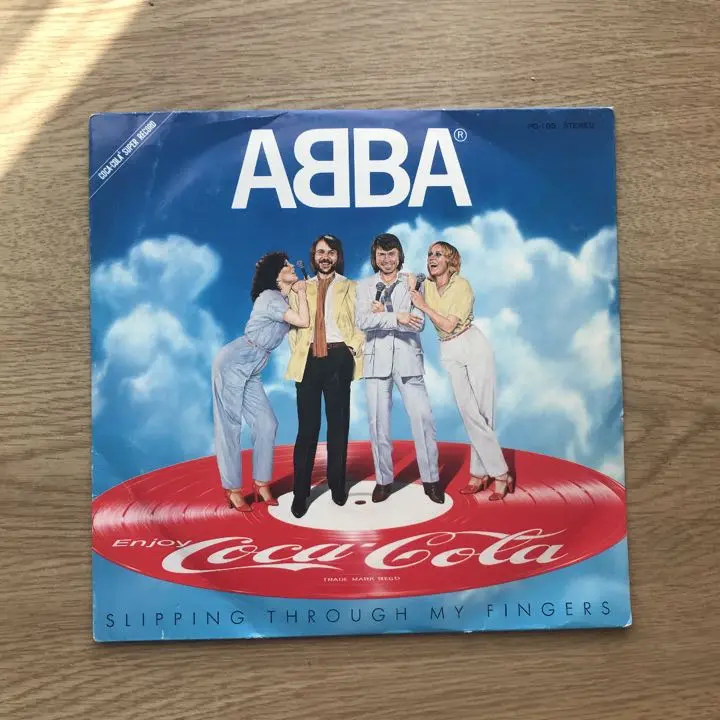 COCA-COLA SUPER RECORD
PD-105 STEREO
ABBA®
Enjoy
Coca-Cola
TRADE MARK REG'D
SLIPPING THROUGH MY FINGERS